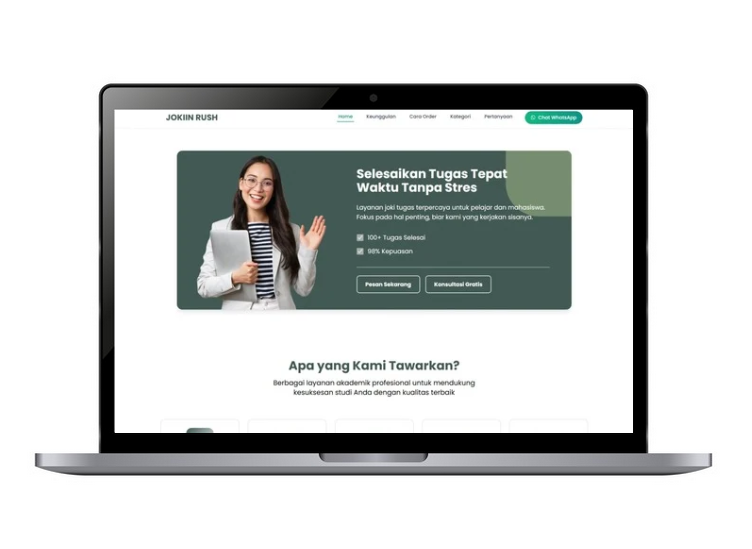 JOKIIN RUSH
Home Keunggulan Cara Order Kategori Pertanyaan Chat WhatsApp
Selesaikan Tugas Tepat
Waktu Tanpa Stres
Layanan joki tugas terpercaya untuk pelajar dan mahasiswa.
Fokus pada hal penting, biar kami yang kerjakan sisanya.
100+ Tugas Selesai
98% Kepuasan
Pesan Sekarang Konsultasi Gratis
Apa yang Kami Tawarkan?
Berbagai layanan akademik profesional untuk mendukung
kesuksesan studi Anda dengan kualitas terbaik